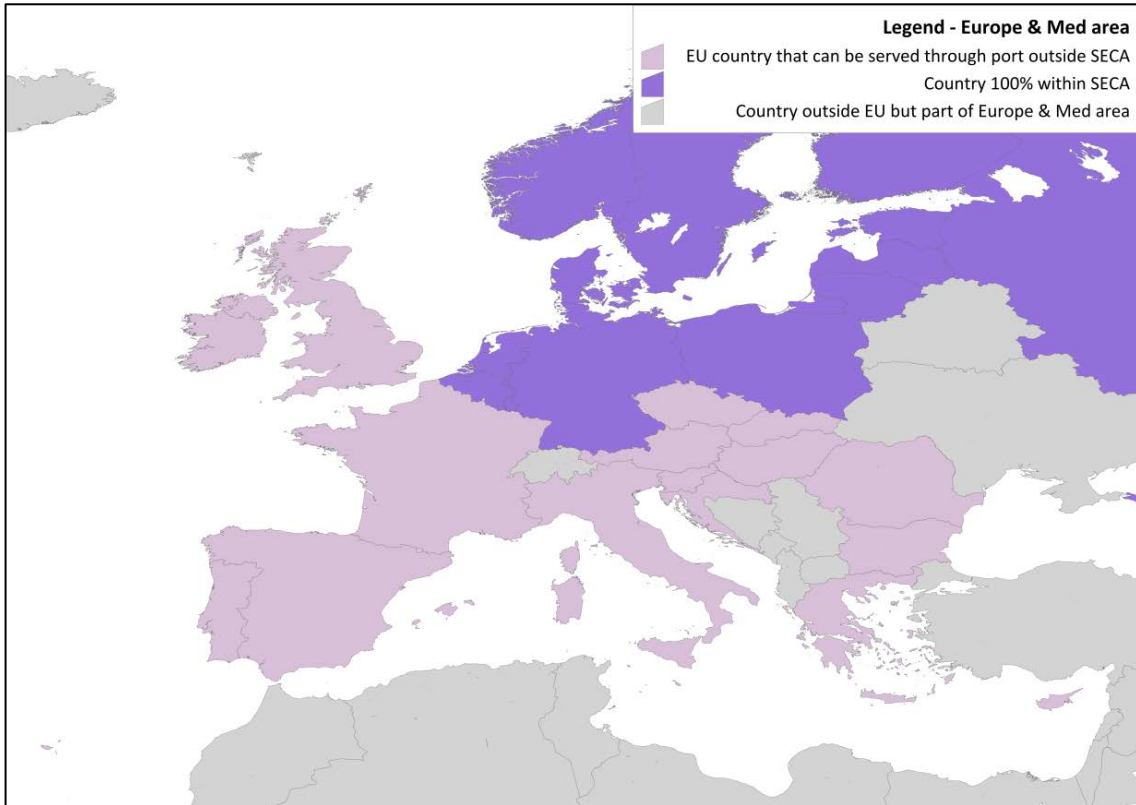 Legend - Europe & Med area
EU country that can be served through port outside SECA
Country 100% within SECA
Country outside EU but part of Europe & Med area